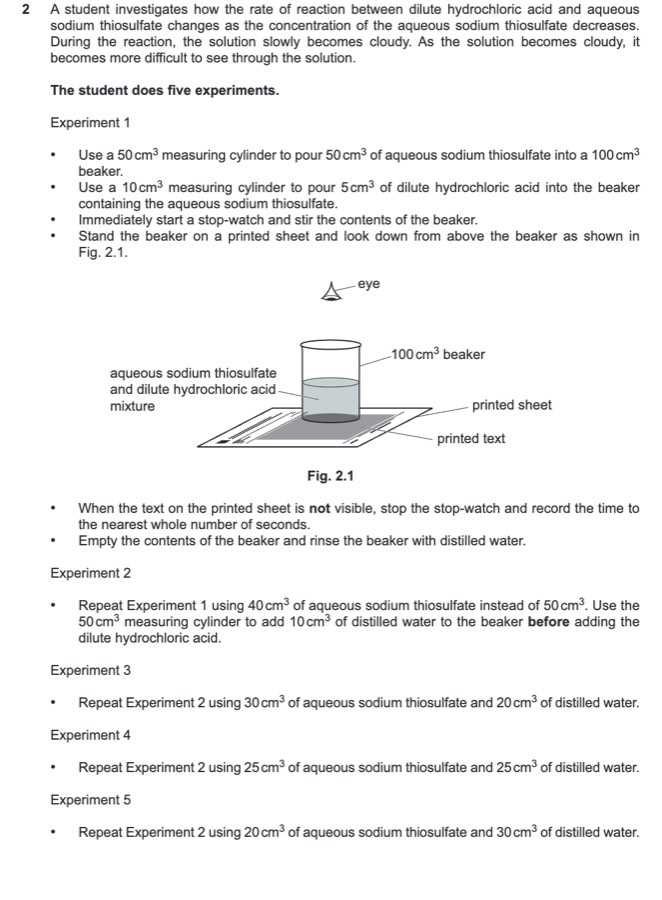 2 A student investigates how the rate of reaction between dilute hydrochloric acid and aqueous
sodium thiosulfate changes as the concentration of the aqueous sodium thiosulfate decreases.
During the reaction, the solution slowly becomes cloudy. As the solution becomes cloudy, it
becomes more difficult to see through the solution.
The student does five experiments.
Experiment 1
• Use a 50 cm³ measuring cylinder to pour 50 cm³ of aqueous sodium thiosulfate into a 100 cm³
beaker.
• Use a 10 cm³ measuring cylinder to pour 5 cm³ of dilute hydrochloric acid into the beaker
containing the aqueous sodium thiosulfate.
• Immediately start a stop-watch and stir the contents of the beaker.
• Stand the beaker on a printed sheet and look down from above the beaker as shown in
Fig. 2.1.
eye
100 cm³ beaker
aqueous sodium thiosulfate
and dilute hydrochloric acid
mixture
printed sheet
printed text
Fig. 2.1
• When the text on the printed sheet is not visible, stop the stop-watch and record the time to
the nearest whole number of seconds.
• Empty the contents of the beaker and rinse the beaker with distilled water.
Experiment 2
• Repeat Experiment 1 using 40 cm³ of aqueous sodium thiosulfate instead of 50 cm³. Use the
50 cm³ measuring cylinder to add 10 cm³ of distilled water to the beaker before adding the
dilute hydrochloric acid.
Experiment 3
• Repeat Experiment 2 using 30 cm³ of aqueous sodium thiosulfate and 20 cm³ of distilled water.
Experiment 4
• Repeat Experiment 2 using 25 cm³ of aqueous sodium thiosulfate and 25 cm³ of distilled water.
Experiment 5
• Repeat Experiment 2 using 20 cm³ of aqueous sodium thiosulfate and 30 cm³ of distilled water.